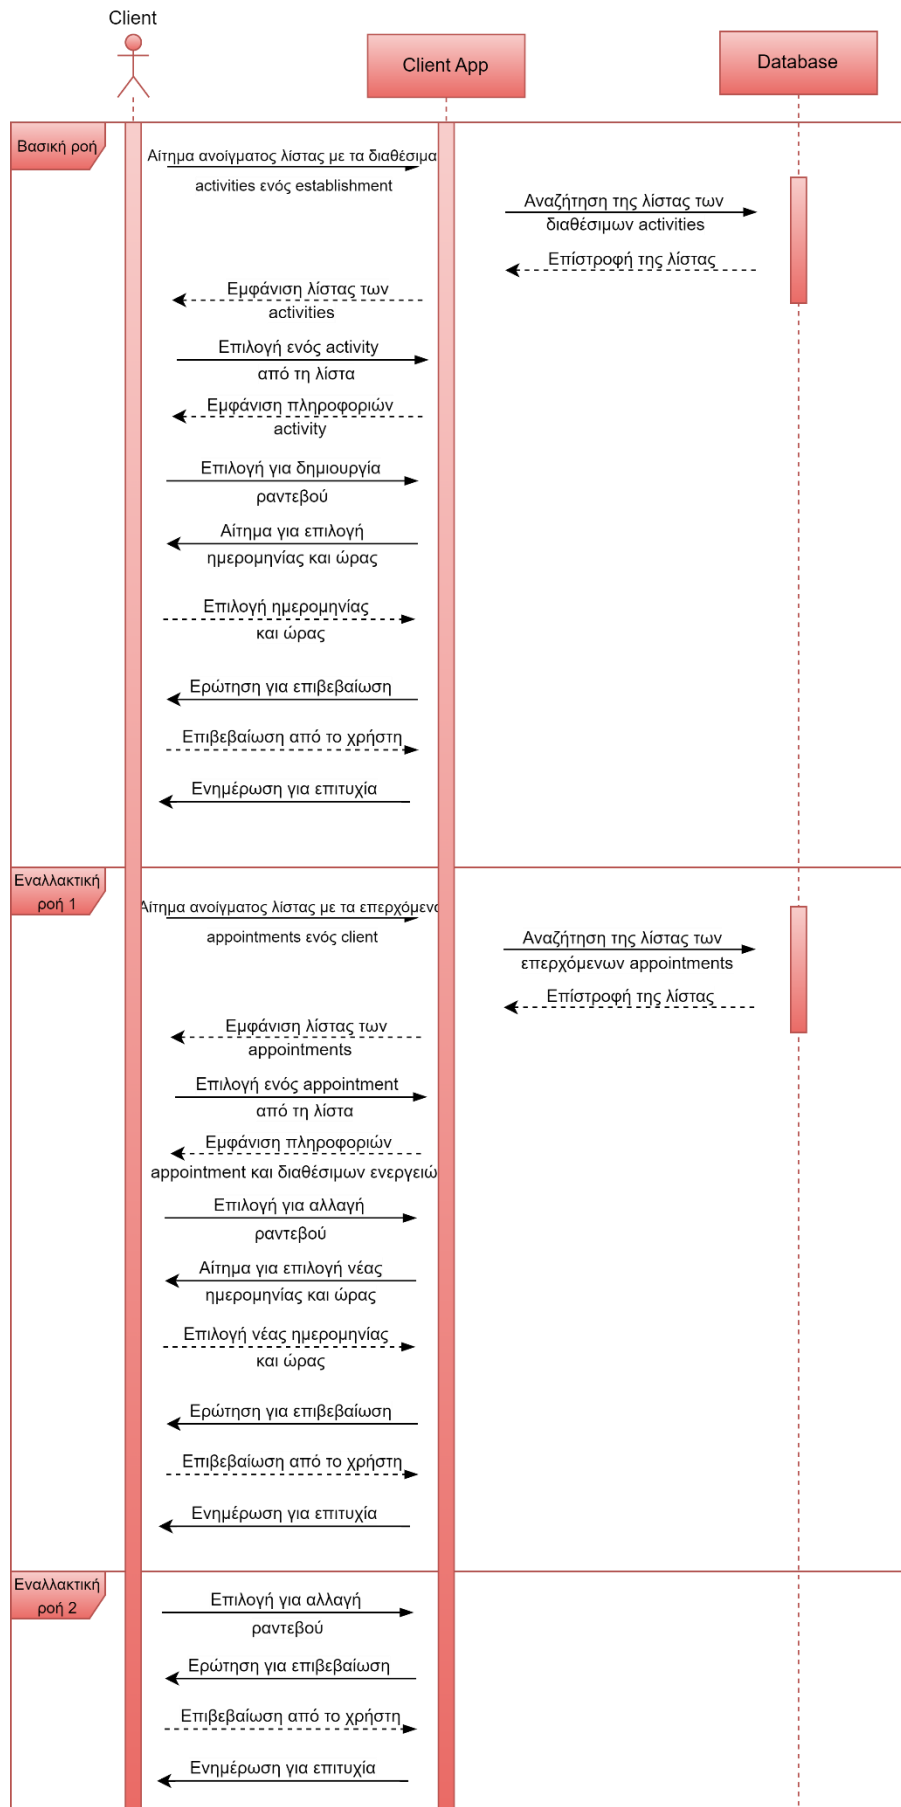 Client
Client App
Database
Βασική ροή
Αίτημα ανοίγματος λίστας με τα διαθέσιμα
activities ενός establishment
Αναζήτηση της λίστας των
διαθέσιμων activities
Επίστροφή της λίστας
Εμφάνιση λίστας των
activities
Επιλογή ενός activity
από τη λίστα
Εμφάνιση πληροφοριών
activity
Επιλογή για δημιουργία
ραντεβού
Αίτημα για επιλογή
ημερομηνίας και ώρας
Επιλογή ημερομηνίας
και ώρας
Ερώτηση για επιβεβαίωση
Επιβεβαίωση από το χρήστη
Ενημέρωση για επιτυχία
Εναλλακτική
ροή 1
Αίτημα ανοίγματος λίστας με τα επερχόμενα
appointments ενός client
Αναζήτηση της λίστας των
επερχόμενων appointments
Επίστροφή της λίστας
Εμφάνιση λίστας των
appointments
Επιλογή ενός appointment
από τη λίστα
Εμφάνιση πληροφοριών
appointment και διαθέσιμων ενεργειώ
Επιλογή για αλλαγή
ραντεβού
Αίτημα για επιλογή νέας
ημερομηνίας και ώρας
Επιλογή νέας ημερομηνίας
και ώρας
Ερώτηση για επιβεβαίωση
Επιβεβαίωση από το χρήστη
Ενημέρωση για επιτυχία
Εναλλακτική
ροή 2
Επιλογή για αλλαγή
ραντεβού
Ερώτηση για επιβεβαίωση
Επιβεβαίωση από το χρήστη
Ενημέρωση για επιτυχία